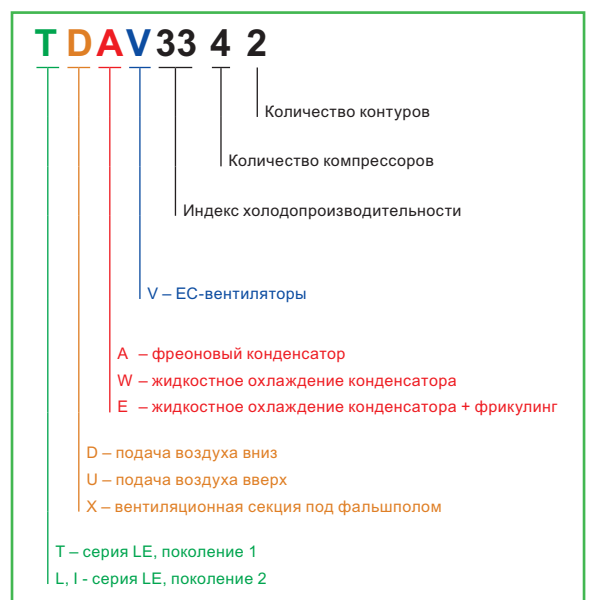 TDAV33 4 2
Количество контуров
Количество компрессоров
Индекс холодопроизводительности
V – EC-вентиляторы
A – фреоновый конденсатор
W – жидкостное охлаждение конденсатора
E – жидкостное охлаждение конденсатора + фрикулинг
D – подача воздуха вниз
U – подача воздуха вверх
X – вентиляционная секция под фальшполом
T – серия LE, поколение 1
L, I - серия LE, поколение 2